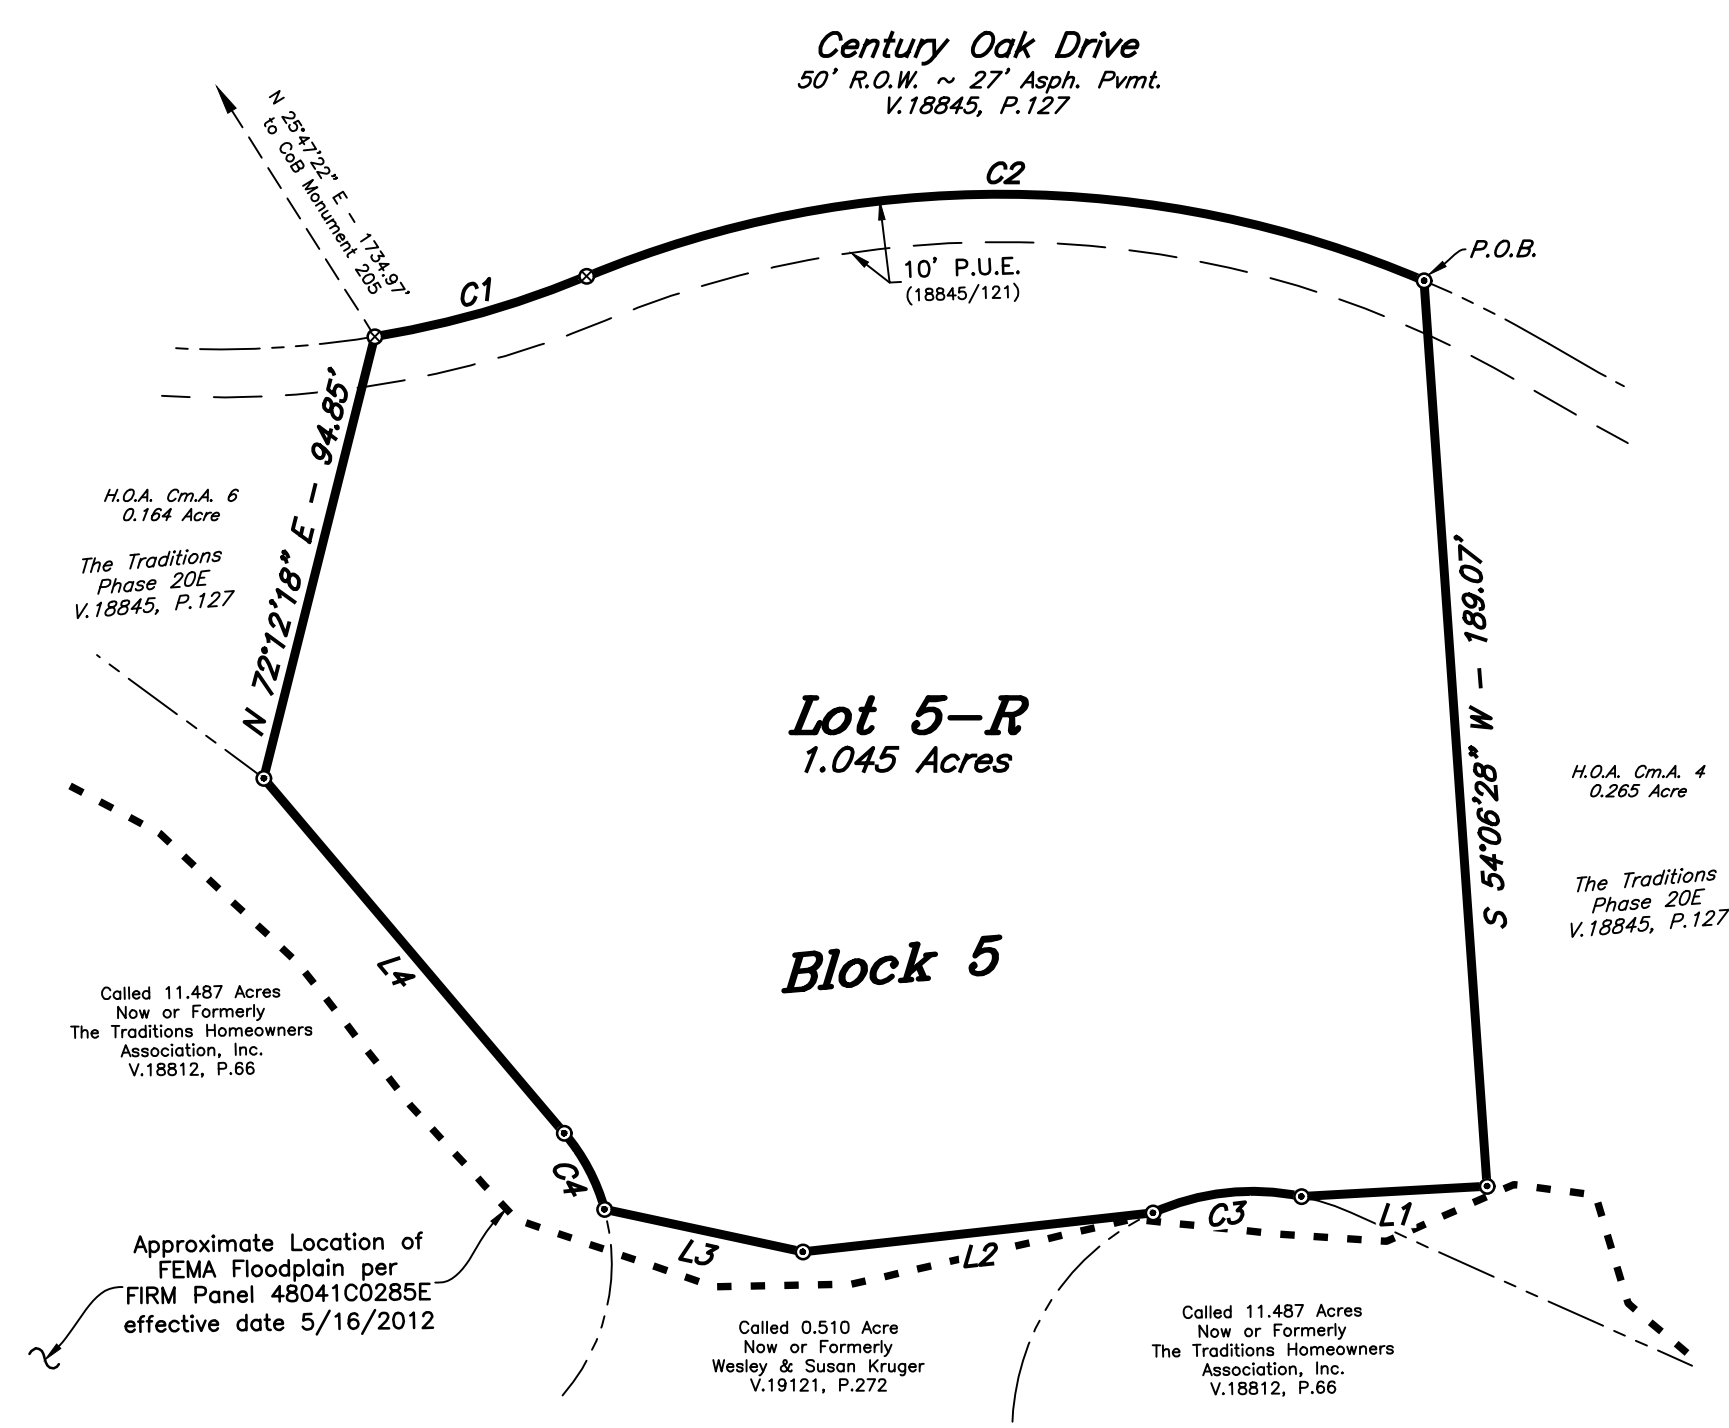 Century Oak Drive
50' R.O.W. ~ 27' Asph. Pvmt.
V.18845, P.127
N 25°47'22" E - 1734.97'
to CoB Monument 205
C2
P.O.B.
10' P.U.E.
(18845/121)
C1
N 72°12'18" E - 94.85'
H.O.A. Cm.A. 6
0.164 Acre
The Traditions
Phase 20E
V.18845, P.127
S 54°06'28" W - 189.07'
Lot 5-R
1.045 Acres
H.O.A. Cm.A. 4
0.265 Acre
The Traditions
Phase 20E
V.18845, P.127
Block 5
L4
Called 11.487 Acres
Now or Formerly
The Traditions Homeowners
Association, Inc.
V.18812, P.66
C4
C3
L1
L3
L2
Approximate Location of
FEMA Floodplain per
FIRM Panel 48041C0285E
effective date 5/16/2012
Called 0.510 Acre
Now or Formerly
Wesley & Susan Kruger
V.19121, P.272
Called 11.487 Acres
Now or Formerly
The Traditions Homeowners
Association, Inc.
V.18812, P.66